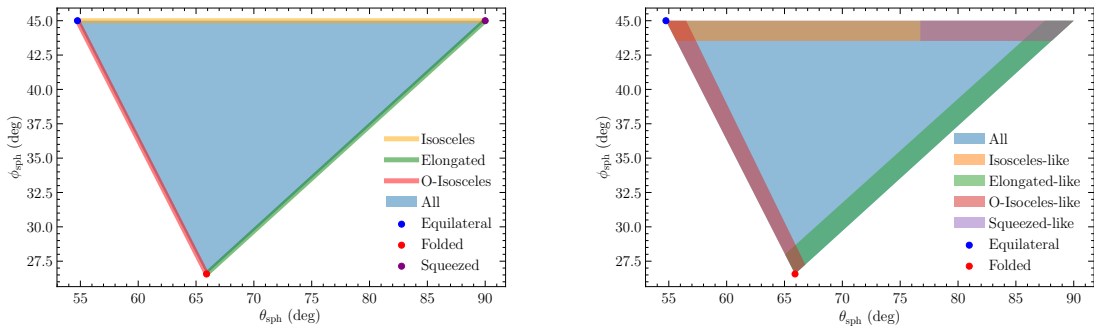 45.0
42.5
40.0
37.5
35.0
32.5
30.0
27.5
ϕsph (deg)
55 60 65 70 75 80 85 90
θsph (deg)
Isosceles
Elongated
O-Isosceles
All
Equilateral
Folded
Squeezed
45.0
42.5
40.0
37.5
35.0
32.5
30.0
27.5
ϕsph (deg)
55 60 65 70 75 80 85 90
θsph (deg)
All
Isosceles-like
Elongated-like
O-Isoceles-like
Squeezed-like
Equilateral
Folded